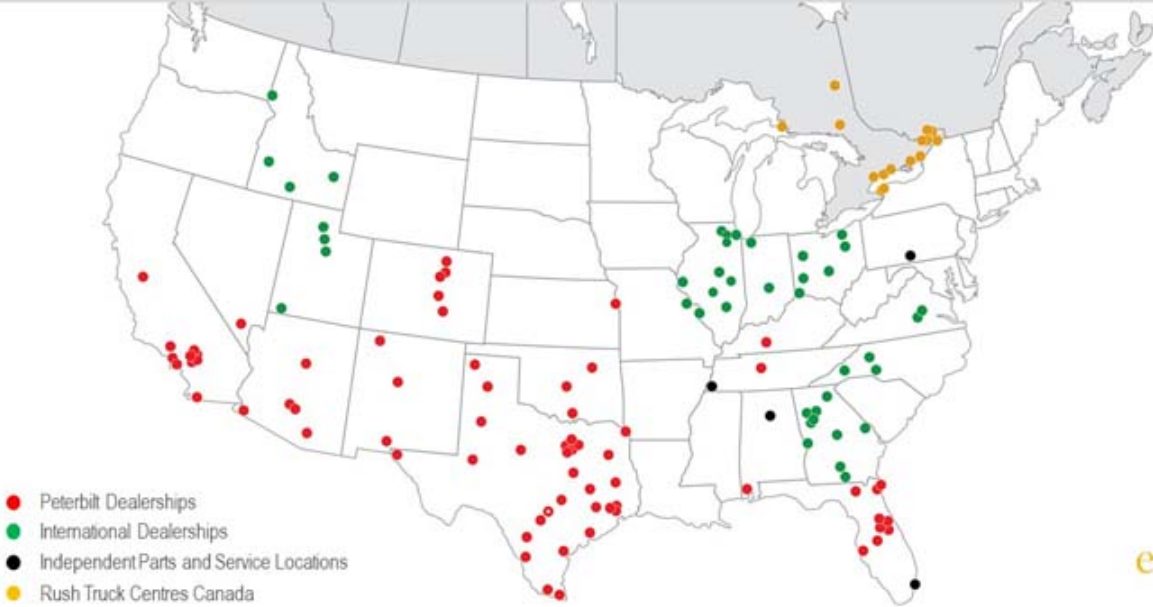 Peterbilt Dealerships
International Dealerships
Independent Parts and Service Locations
Rush Truck Centres Canada
e